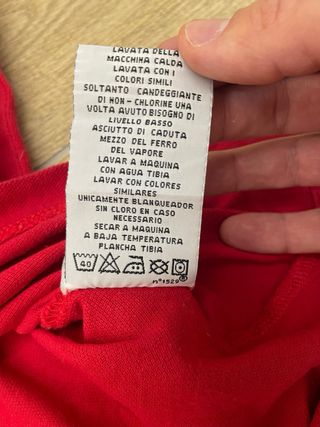 LAVATA DELLA
MACCHINA CALDA
LAVATA CON I
COLORI SIMILI
SOLTANTO CANDEGGIANTE
DI NON - CHLORINE UNA
VOLTA AVUTO BISOGNO DI
LIVELLO BASSO
ASCIUTTO DI CADUTA
MEZZO DEL FERRO
DEL VAPORE
LAVAR A MAQUINA
CON AGUA TIBIA
LAVAR CON COLORES
SIMILARES
UNICAMENTE BLANQUEADOR
SIN CLORO EN CASO
NECESSARIO
SECAR A MAQUINA
A BAJA TEMPERATURA
PLANCHA TIBIA
40
nº1529®